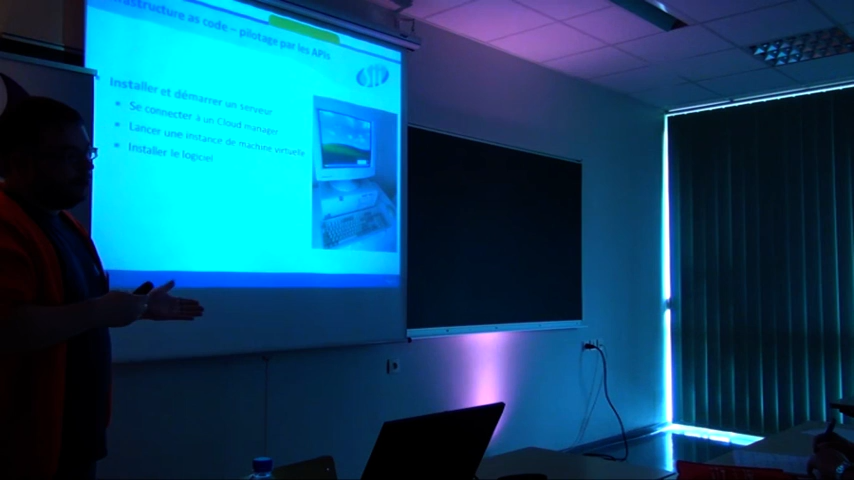 rastructure as code – pilotage par les APIs
Installer et démarrer un serveur
Se connecter à un Cloud manager
Lancer une instance de machine virtuelle
Installer le logiciel